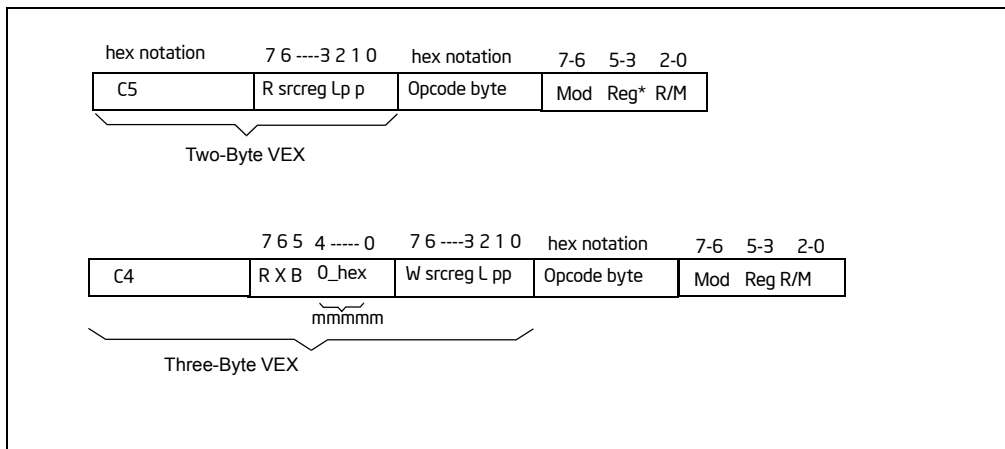 hex notation 7 6 ----3 2 1 0 hex notation 7-6 5-3 2-0
C5 R srcreg Lp p Opcode byte Mod Reg* R/M
Two-Byte VEX
7 6 5 4 ----- 0 7 6 ----3 2 1 0 hex notation 7-6 5-3 2-0
C4 R X B 0_hex W srcreg L pp Opcode byte Mod Reg R/M
mmmmm
Three-Byte VEX